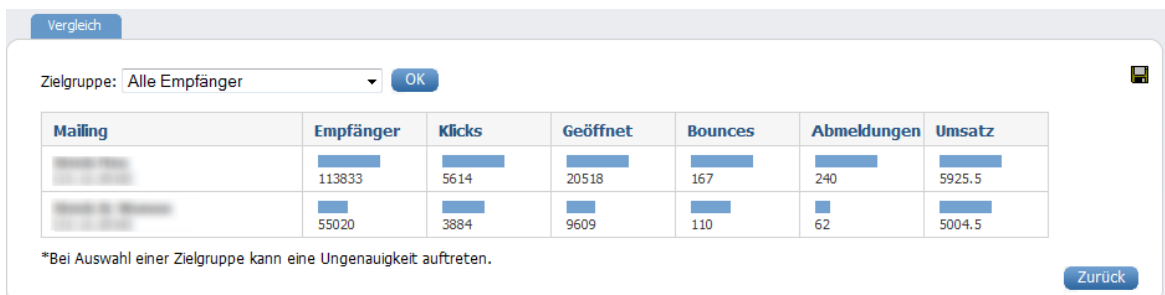 Vergleich
Zielgruppe: Alle Empfänger OK
Mailing Empfänger Klicks Geöffnet Bounces Abmeldungen Umsatz
113833 5614 20518 167 240 5925.5
55020 3884 9609 110 62 5004.5
*Bei Auswahl einer Zielgruppe kann eine Ungenauigkeit auftreten.
Zurück